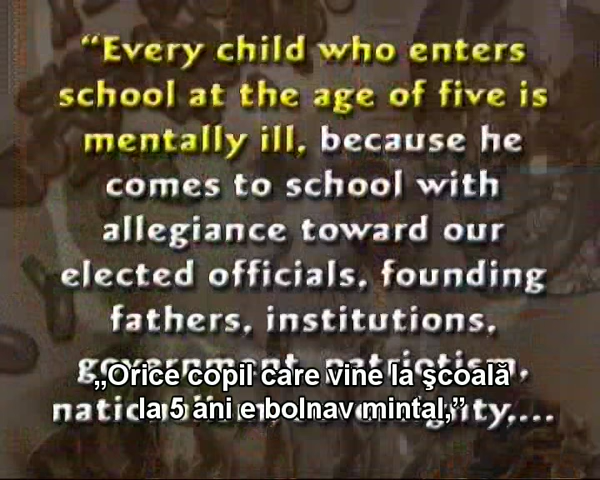 “Every child who enters
school at the age of five is
mentally ill, because he
comes to school with
allegiance toward our
elected officials, founding
fathers, institutions,
government, patriotism,
„Orice copil care vine la şcoală
la 5 ani e bolnav mintal,”